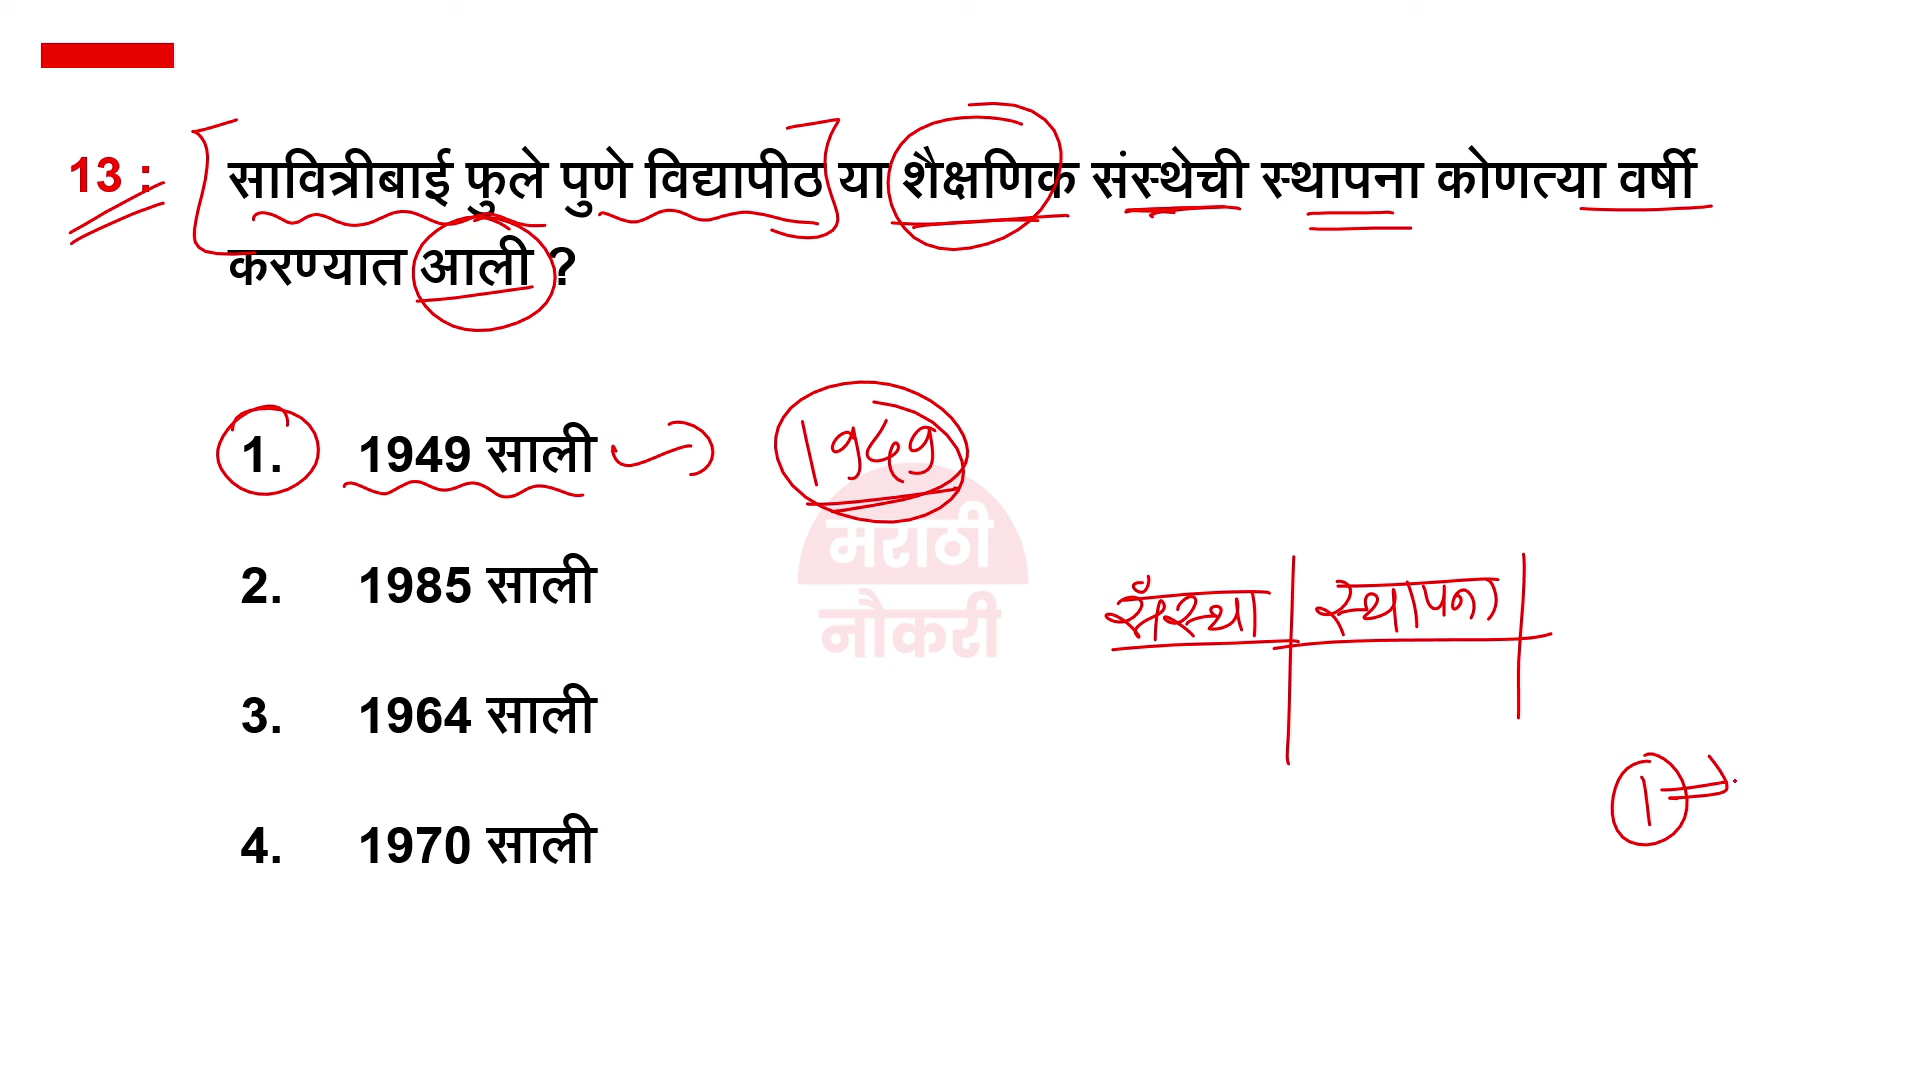 13 : सावित्रीबाई फुले पुणे विद्यापीठ या शैक्षणिक संस्थेची स्थापना कोणत्या वर्षी
करण्यात आली ?
1. 1949 साली 1949
2. 1985 साली
3. 1964 साली
4. 1970 साली
मराठी
नौकरी
संस्था स्थापना
1